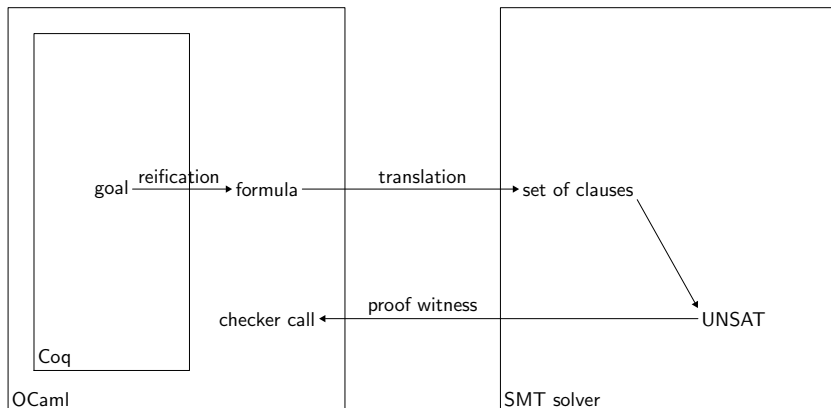 goal
reification
formula
translation
set of clauses
checker call
proof witness
UNSAT
Coq
OCaml
SMT solver